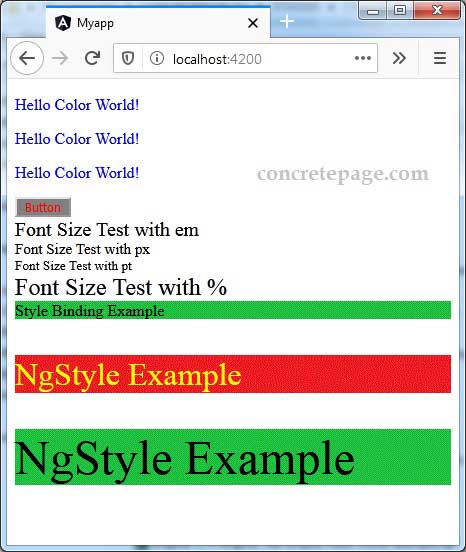 Myapp
localhost:4200
Hello Color World!
Hello Color World!
Hello Color World!
concretepage.com
Button
Font Size Test with em
Font Size Test with px
Font Size Test with pt
Font Size Test with %
Style Binding Example
NgStyle Example
NgStyle Example